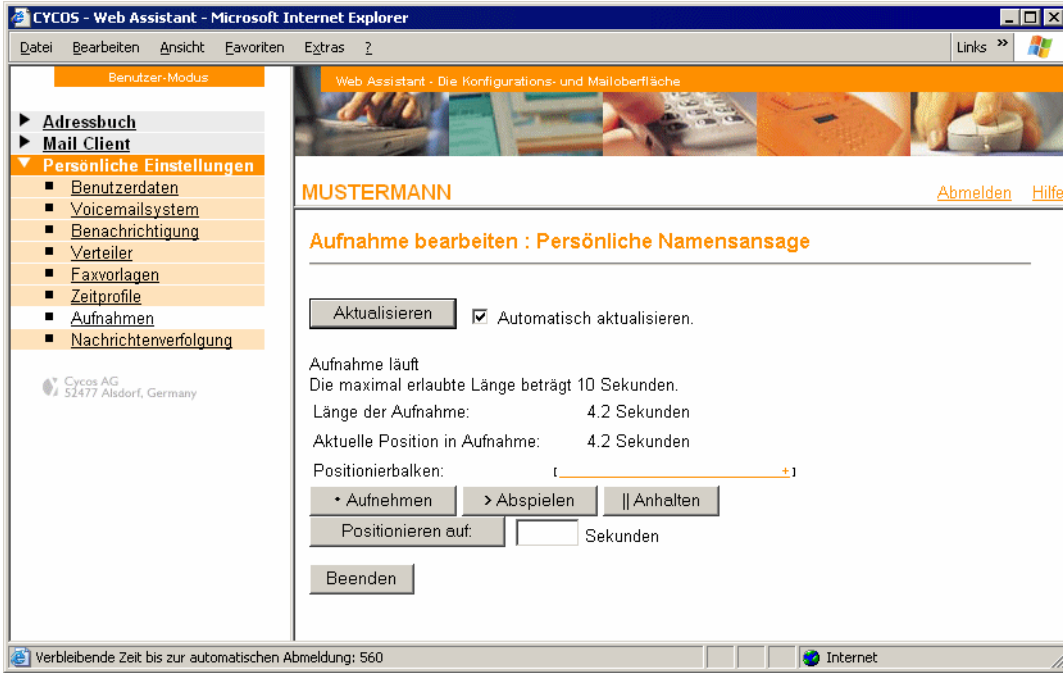 CYCOS - Web Assistant - Microsoft Internet Explorer
Datei Bearbeiten Ansicht Favoriten Extras ? Links »
Benutzer-Modus
Adressbuch
Mail Client
Persönliche Einstellungen
Benutzerdaten
Voicemailsystem
Benachrichtigung
Verteiler
Faxvorlagen
Zeitprofile
Aufnahmen
Nachrichtenverfolgung
Cycos AG
52477 Alsdorf, Germany
Web Assistant - Die Konfigurations- und Mailoberfläche
MUSTERMANN Abmelden Hilfe
Aufnahme bearbeiten : Persönliche Namensansage
Aktualisieren Automatisch aktualisieren.
Aufnahme läuft
Die maximal erlaubte Länge beträgt 10 Sekunden.
Länge der Aufnahme: 4.2 Sekunden
Aktuelle Position in Aufnahme: 4.2 Sekunden
Positionierbalken: [ + ]
• Aufnehmen > Abspielen || Anhalten
Positionieren auf: Sekunden
Beenden
Verbleibende Zeit bis zur automatischen Abmeldung: 560 Internet